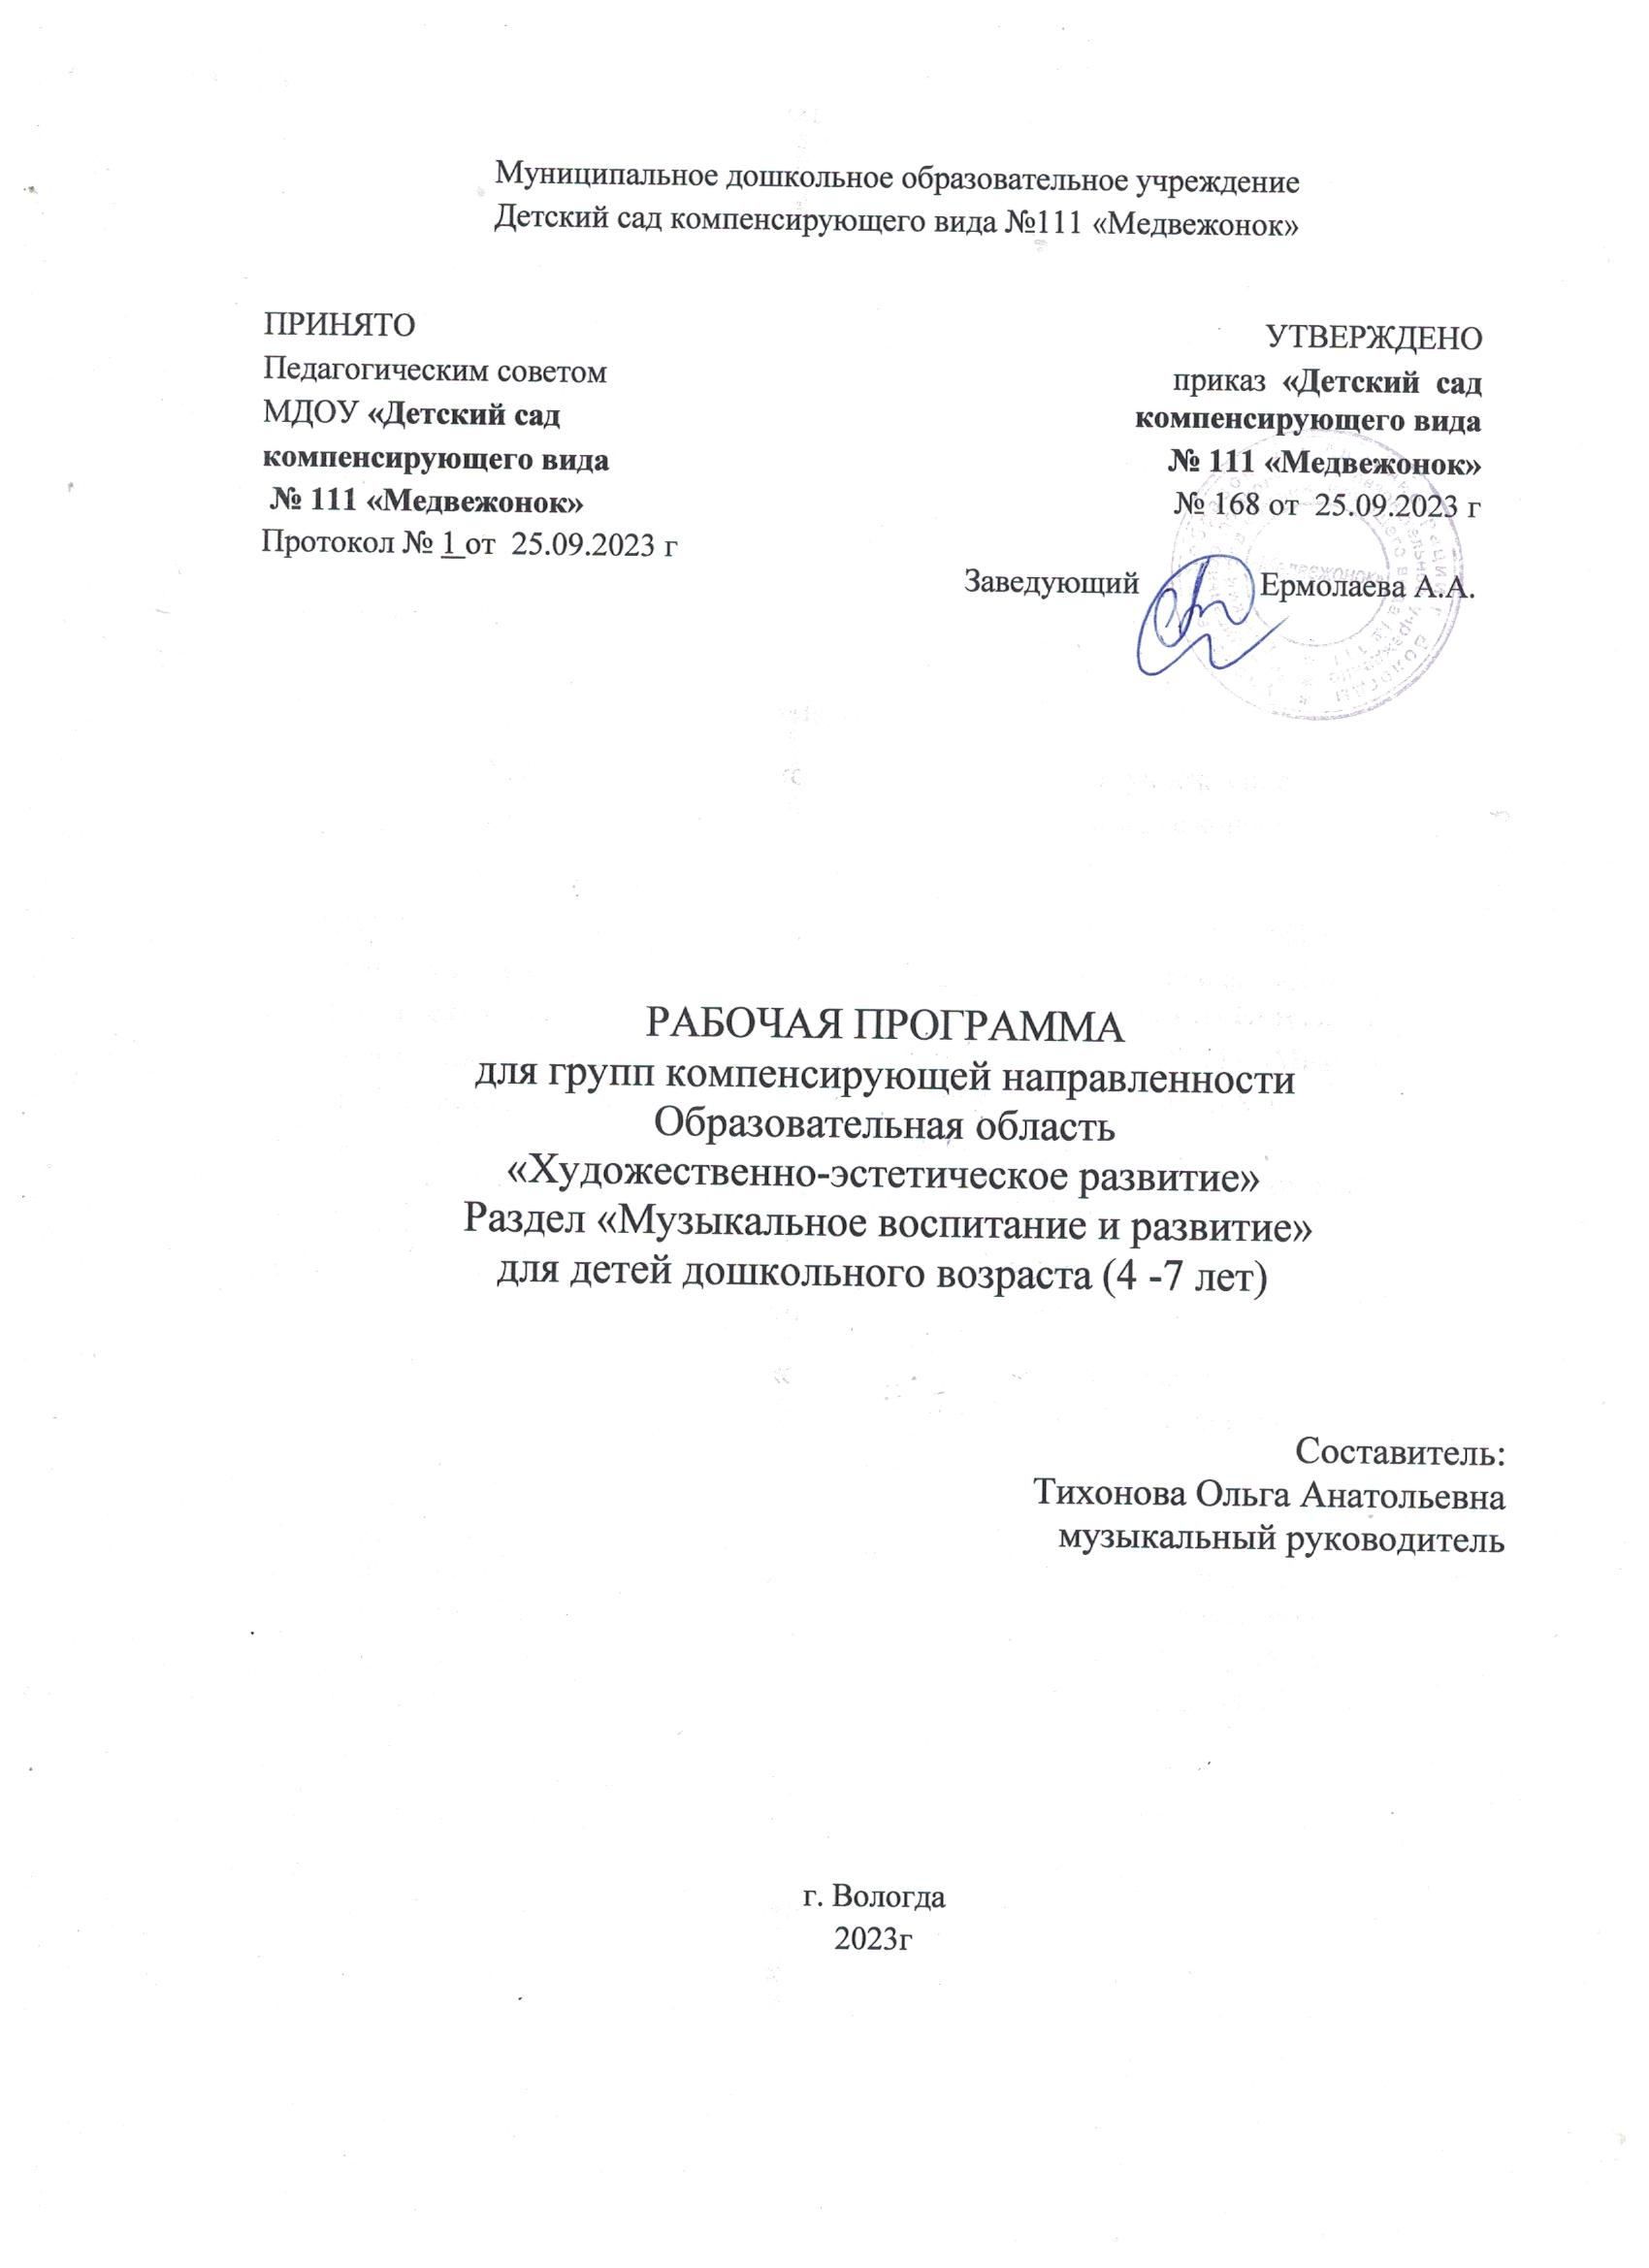 Муниципальное дошкольное образовательное учреждение
Детский сад компенсирующего вида №111 «Медвежонок»
ПРИНЯТО
Педагогическим советом
МДОУ «Детский сад
компенсирующего вида
№ 111 «Медвежонок»
Протокол № 1 от 25.09.2023 г
УТВЕРЖДЕНО
приказ «Детский сад
компенсирующего вида
№ 111 «Медвежонок»
№ 168 от 25.09.2023 г
Заведующий Ермолаева А.А.
РАБОЧАЯ ПРОГРАММА
для групп компенсирующей направленности
Образовательная область
«Художественно-эстетическое развитие»
Раздел «Музыкальное воспитание и развитие»
для детей дошкольного возраста (4 -7 лет)
Составитель:
Тихонова Ольга Анатольевна
музыкальный руководитель
г. Вологда
2023г